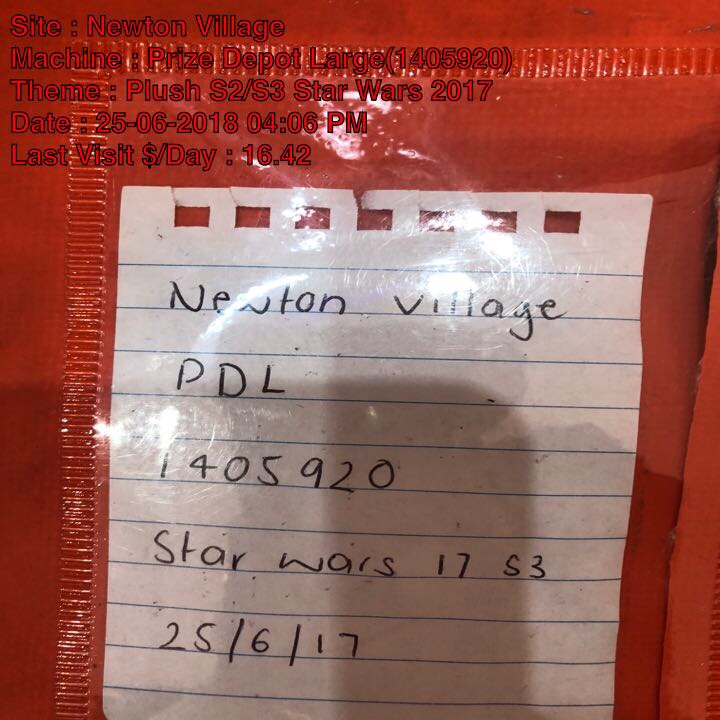 Site : Newton Village
Machine : Prize Depot Large(1405920)
Theme : Plush S2/S3 Star Wars 2017
Date : 25-06-2018 04:06 PM
Last Visit $/Day : 16.42
Newton village
PDL
1405920
Star wars 17 S3
25/6/17